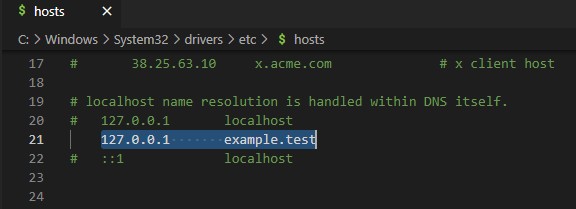 $ hosts ×
C: > Windows > System32 > drivers > etc > $ hosts
17 # 38.25.63.10 x.acme.com # x client host
18
19 # localhost name resolution is handled within DNS itself.
20 # 127.0.0.1 localhost
21 127.0.0.1 example.test
22 # ::1 localhost
23
24